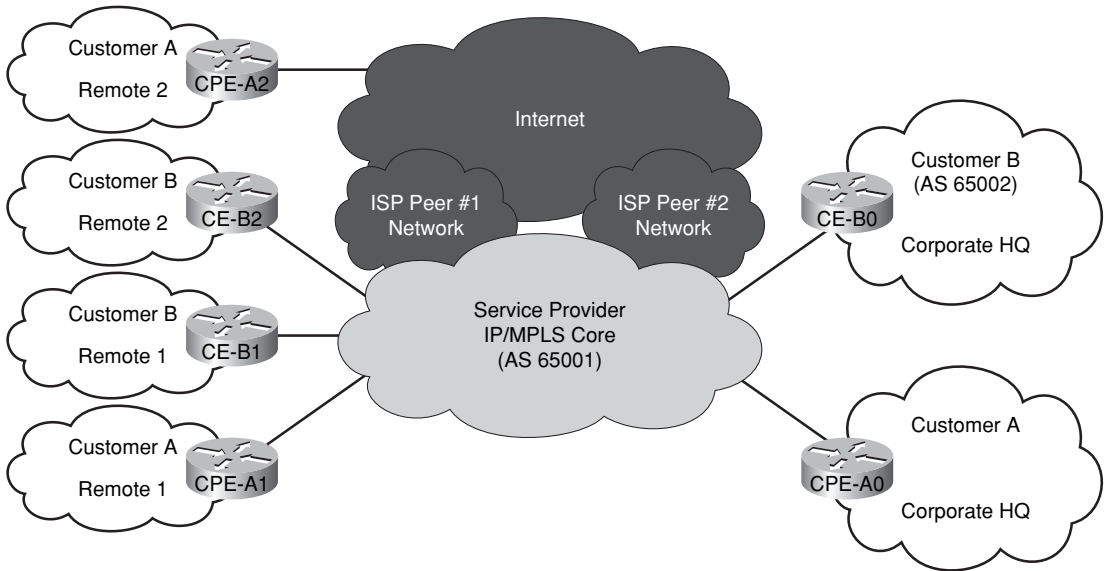 Customer A
Remote 2
CPE-A2
Internet
Customer B
Remote 2
CE-B2
ISP Peer #1
Network
ISP Peer #2
Network
Customer B
(AS 65002)
CE-B0
Corporate HQ
Customer B
Remote 1
CE-B1
Service Provider
IP/MPLS Core
(AS 65001)
Customer A
Remote 1
CPE-A1
Customer A
CPE-A0
Corporate HQ